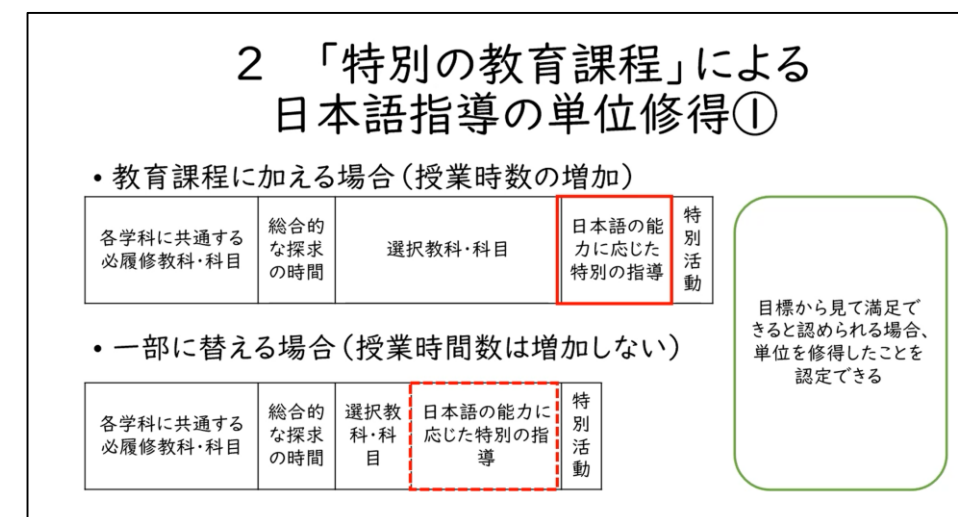 2 「特別の教育課程」による
日本語指導の単位修得①
• 教育課程に加える場合（授業時数の増加）
各学科に共通する
必履修教科・科目
総合的
な探求
の時間
選択教科・科目
日本語の能
力に応じた
特別の指導
特
別
活
動
• 一部に替える場合（授業時間数は増加しない）
各学科に共通する
必履修教科・科目
総合的
な探求
の時間
選択教
科・科
目
日本語の能力に
応じた特別の指
導
特
別
活
動
目標から見て満足で
きると認められる場合、
単位を修得したことを
認定できる